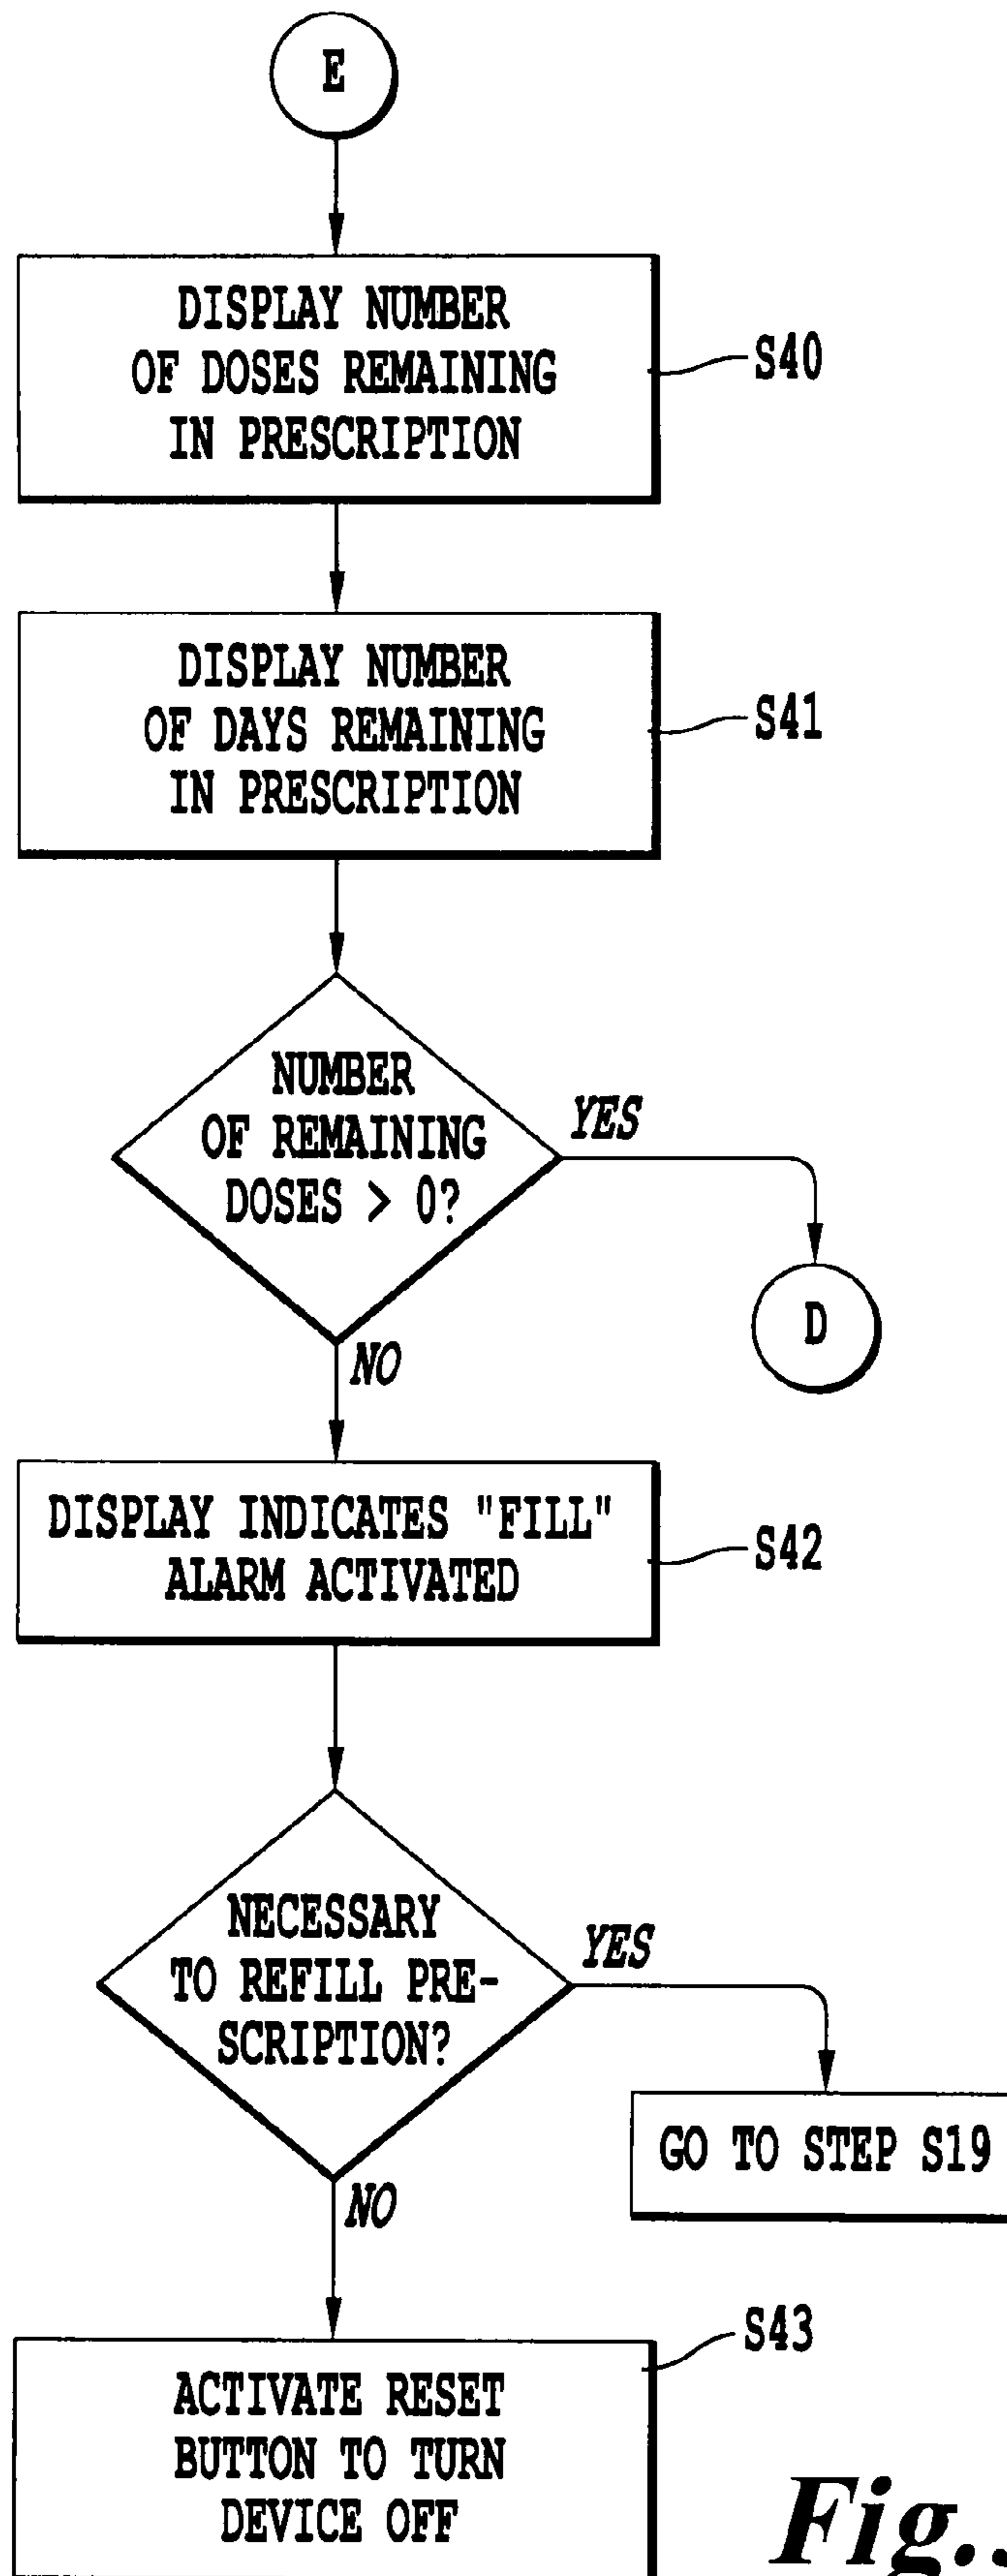 E
DISPLAY NUMBER
OF DOSES REMAINING
IN PRESCRIPTION
S40
DISPLAY NUMBER
OF DAYS REMAINING
IN PRESCRIPTION
S41
NUMBER
OF REMAINING
DOSES > 0?
YES
D
NO
DISPLAY INDICATES "FILL"
ALARM ACTIVATED
S42
NECESSARY
TO REFILL PRE-
SCRIPTION?
YES
GO TO STEP S19
NO
S43
ACTIVATE RESET
BUTTON TO TURN
DEVICE OFF
Fig.